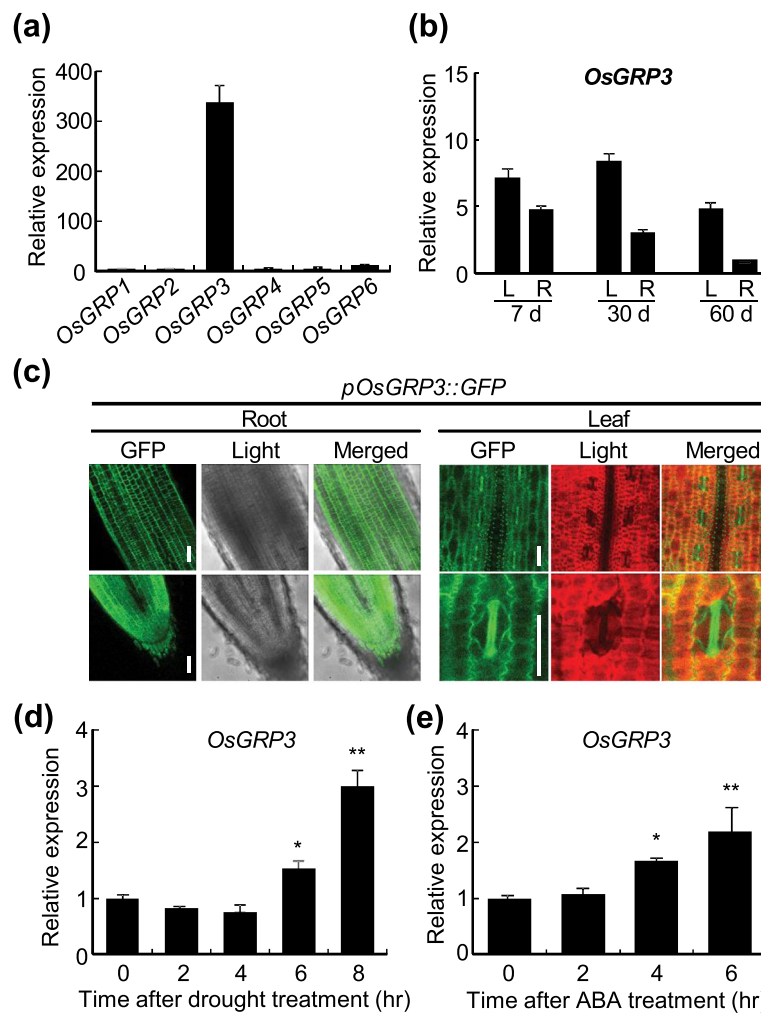 (a)
Relative expression
400
300
200
100
0
OsGRP1
OsGRP2
OsGRP3
OsGRP4
OsGRP5
OsGRP6
(b)
OsGRP3
Relative expression
15
10
5
0
L R L R L R
7 d 30 d 60 d
(c)
pOsGRP3::GFP
Root Leaf
GFP Light Merged GFP Light Merged
(d)
OsGRP3
Relative expression
4
3
2
1
0
* **
0 2 4 6 8
Time after drought treatment (hr)
(e)
OsGRP3
Relative expression
4
3
2
1
0
* **
0 2 4 6
Time after ABA treatment (hr)